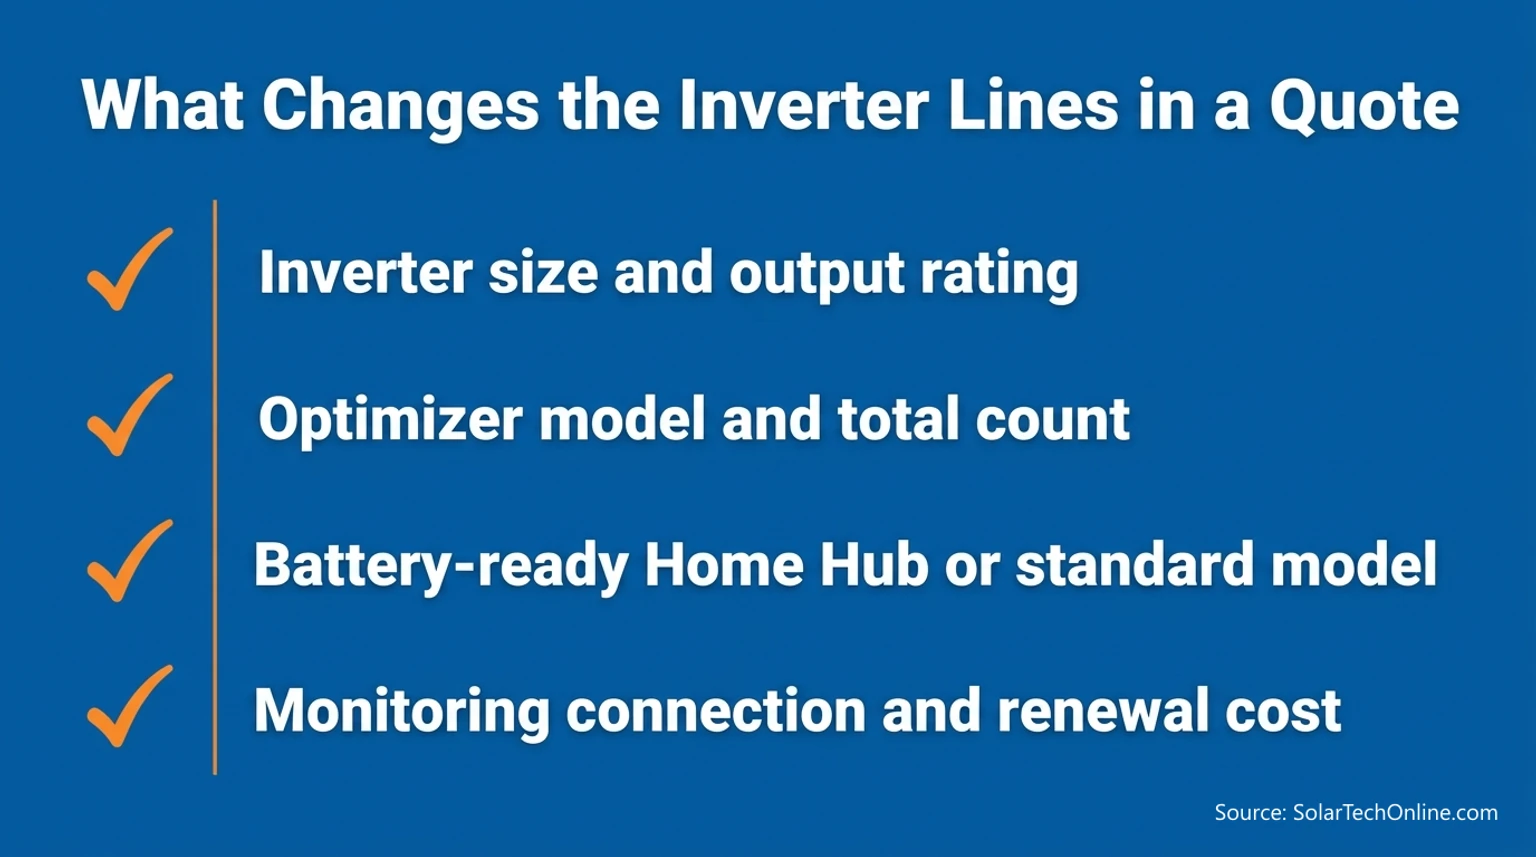 What Changes the Inverter Lines in a Quote
Inverter size and output rating
Optimizer model and total count
Battery-ready Home Hub or standard model
Monitoring connection and renewal cost
Source: SolarTechOnline.com